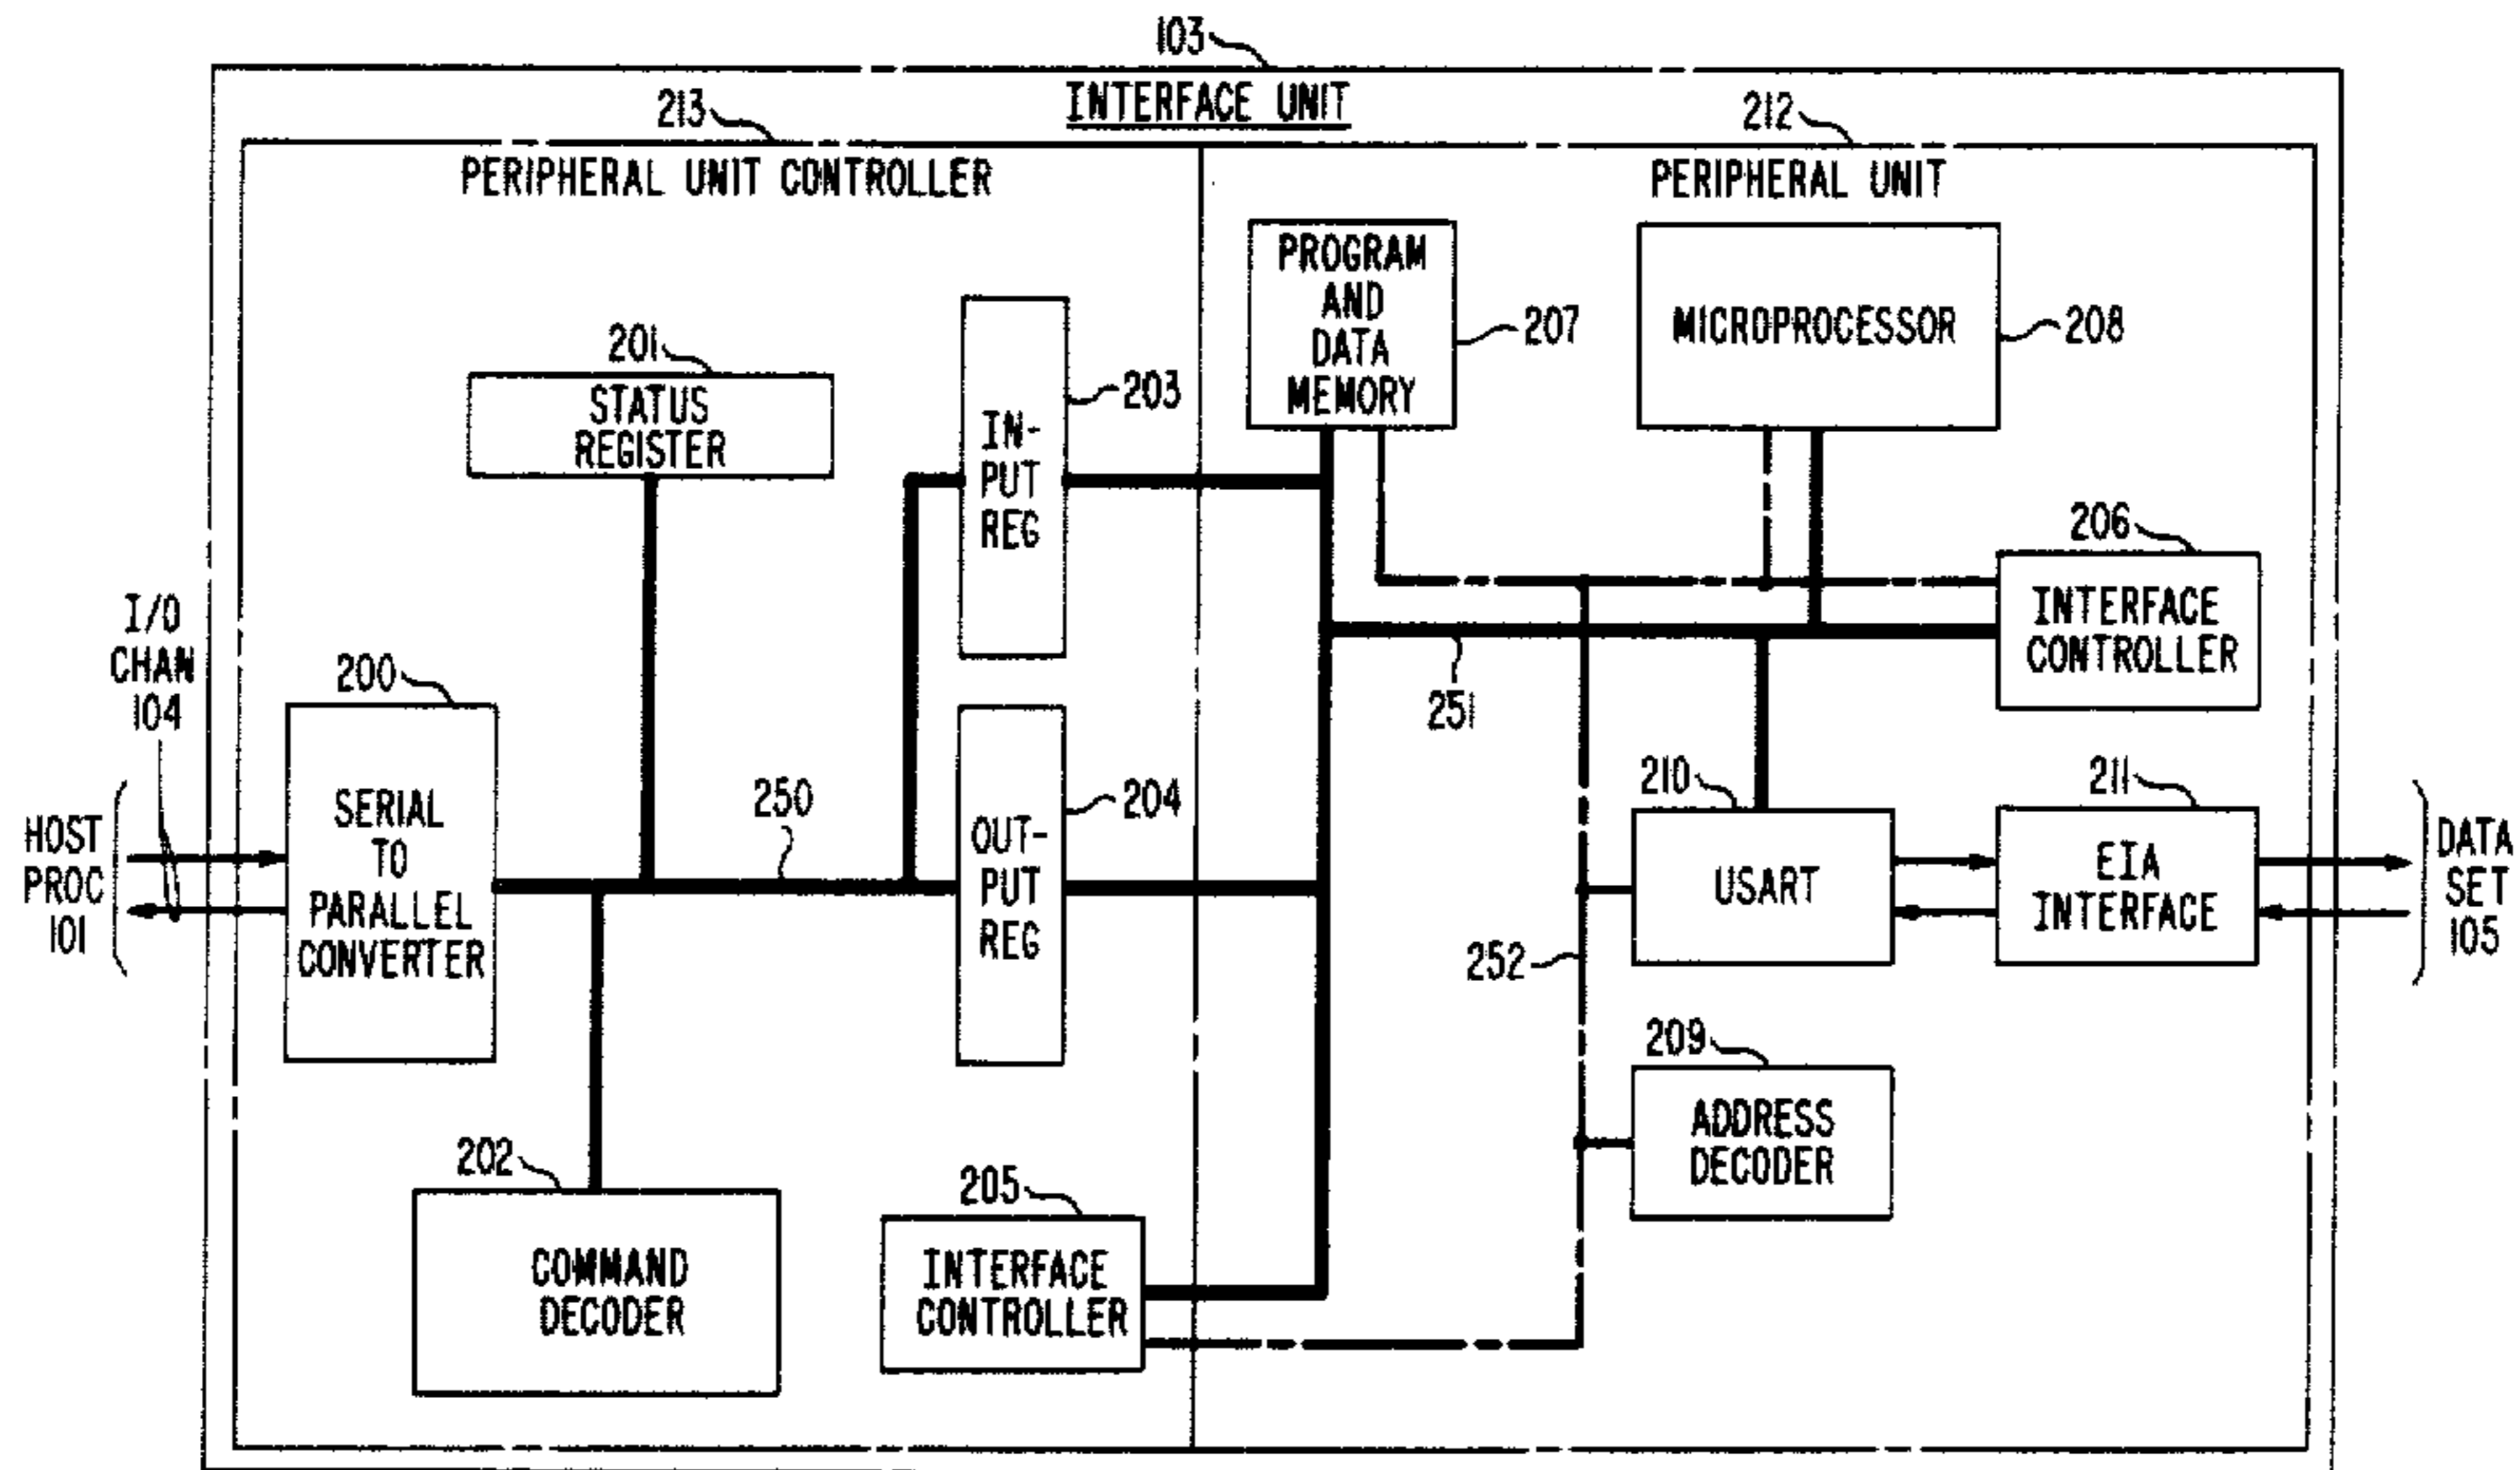 103
INTERFACE UNIT
213
212
PERIPHERAL UNIT CONTROLLER
PERIPHERAL UNIT
PROGRAM
AND
DATA
MEMORY
207
MICROPROCESSOR
208
201
STATUS
REGISTER
IN-
PUT
REG
203
206
INTERFACE
CONTROLLER
I/O
CHAN
104
200
SERIAL
TO
PARALLEL
CONVERTER
251
250
OUT-
PUT
REG
204
210
USART
211
EIA
INTERFACE
HOST
PROC
101
DATA
SET
105
252
209
ADDRESS
DECODER
202
COMMAND
DECODER
205
INTERFACE
CONTROLLER